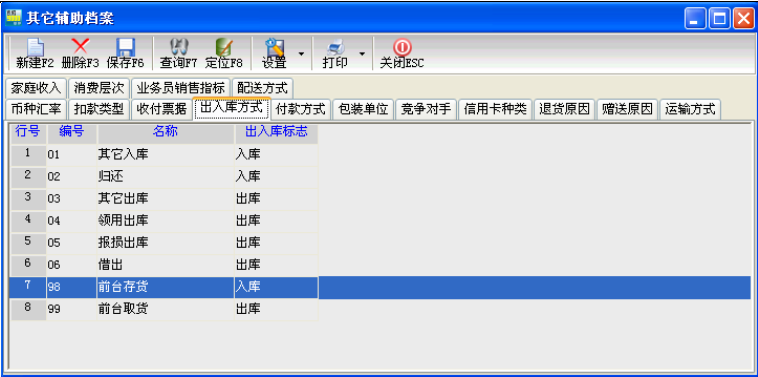 其它辅助档案
新建F2 删除F3 保存F6 查询F7 定位F8 设置 打印 关闭ESC
家庭收入 消费层次 业务员销售指标 配送方式
币种汇率 扣款类型 收付票据 出入库方式 付款方式 包装单位 竞争对手 信用卡种类 退货原因 赠送原因 运输方式
行号 编号 名称 出入库标志
1 01 其它入库 入库
2 02 归还 入库
3 03 其它出库 出库
4 04 领用出库 出库
5 05 报损出库 出库
6 06 借出 出库
7 98 前台存货 入库
8 99 前台取货 出库